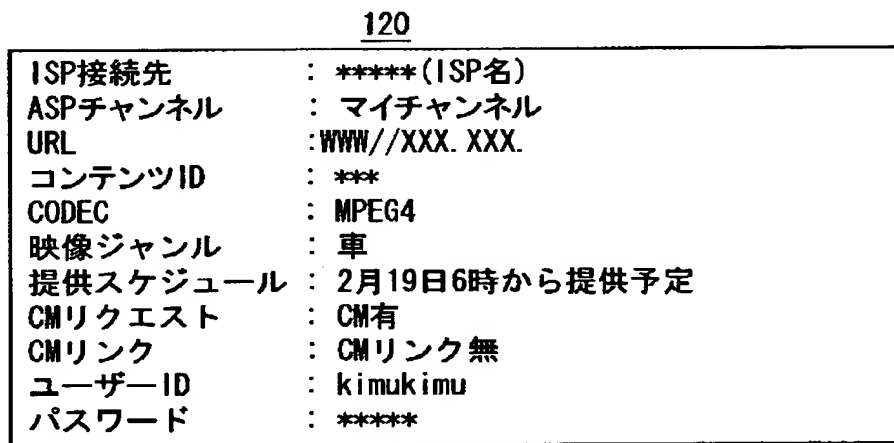 120
ISP接続先 : *****(ISP名)
ASPチャンネル : マイチャンネル
URL :WWW//XXX.XXX.
コンテンツID : ***
CODEC : MPEG4
映像ジャンル : 車
提供スケジュール : 2月19日6時から提供予定
CMリクエスト : CM有
CMリンク : CMリンク無
ユーザーID : kimukimu
パスワード : *****